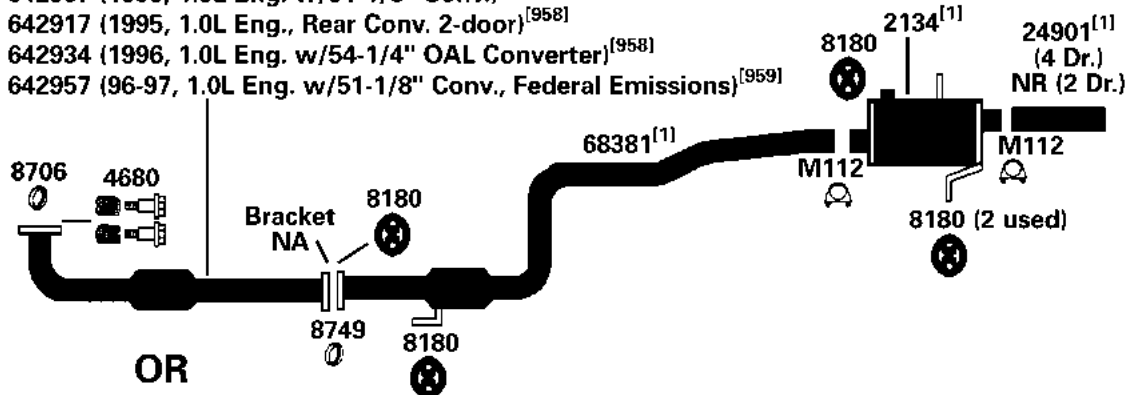 642917 (1995, 1.0L Eng., Rear Conv. 2-door)[958]
642934 (1996, 1.0L Eng. w/54-1/4" OAL Converter)[958]
642957 (96-97, 1.0L Eng. w/51-1/8" Conv., Federal Emissions)[959]
2134[1]
8180
24901[1]
(4 Dr.)
NR (2 Dr.)
68381[1]
M112
M112
8706
4680
8180
Bracket
NA
8180 (2 used)
8749
8180
OR